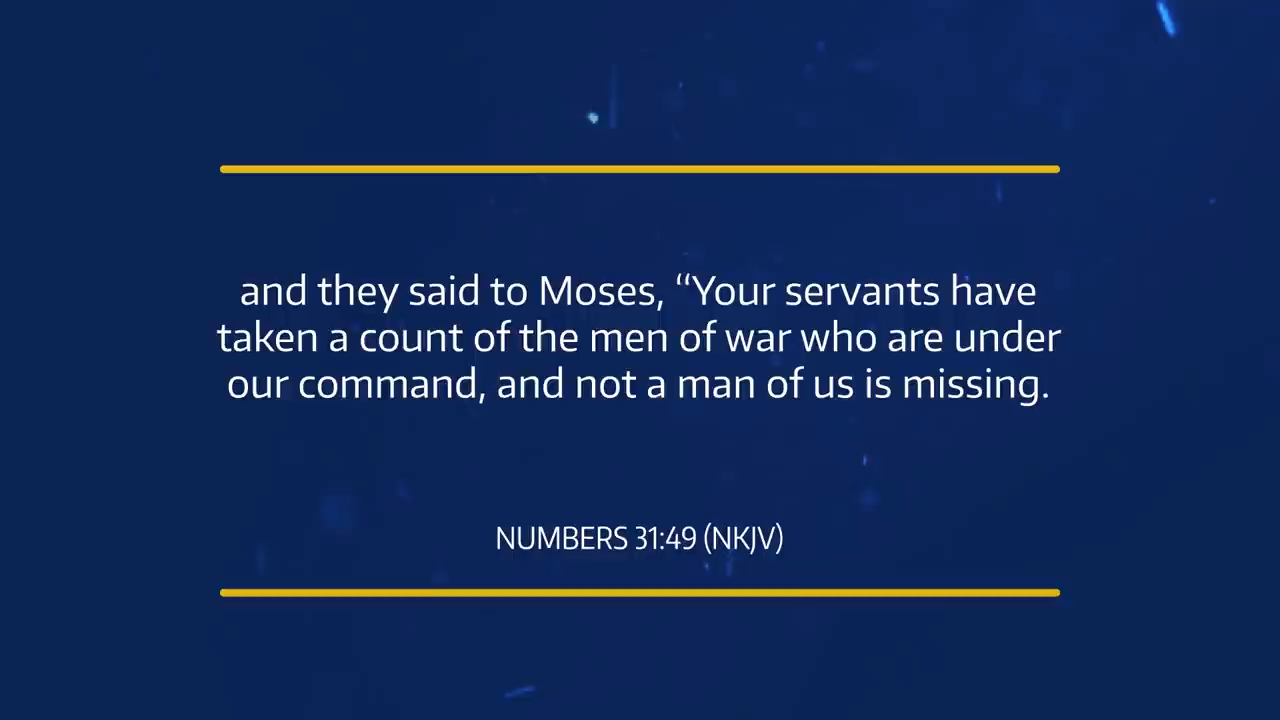 and they said to Moses, “Your servants have
taken a count of the men of war who are under
our command, and not a man of us is missing.
NUMBERS 31:49 (NKJV)